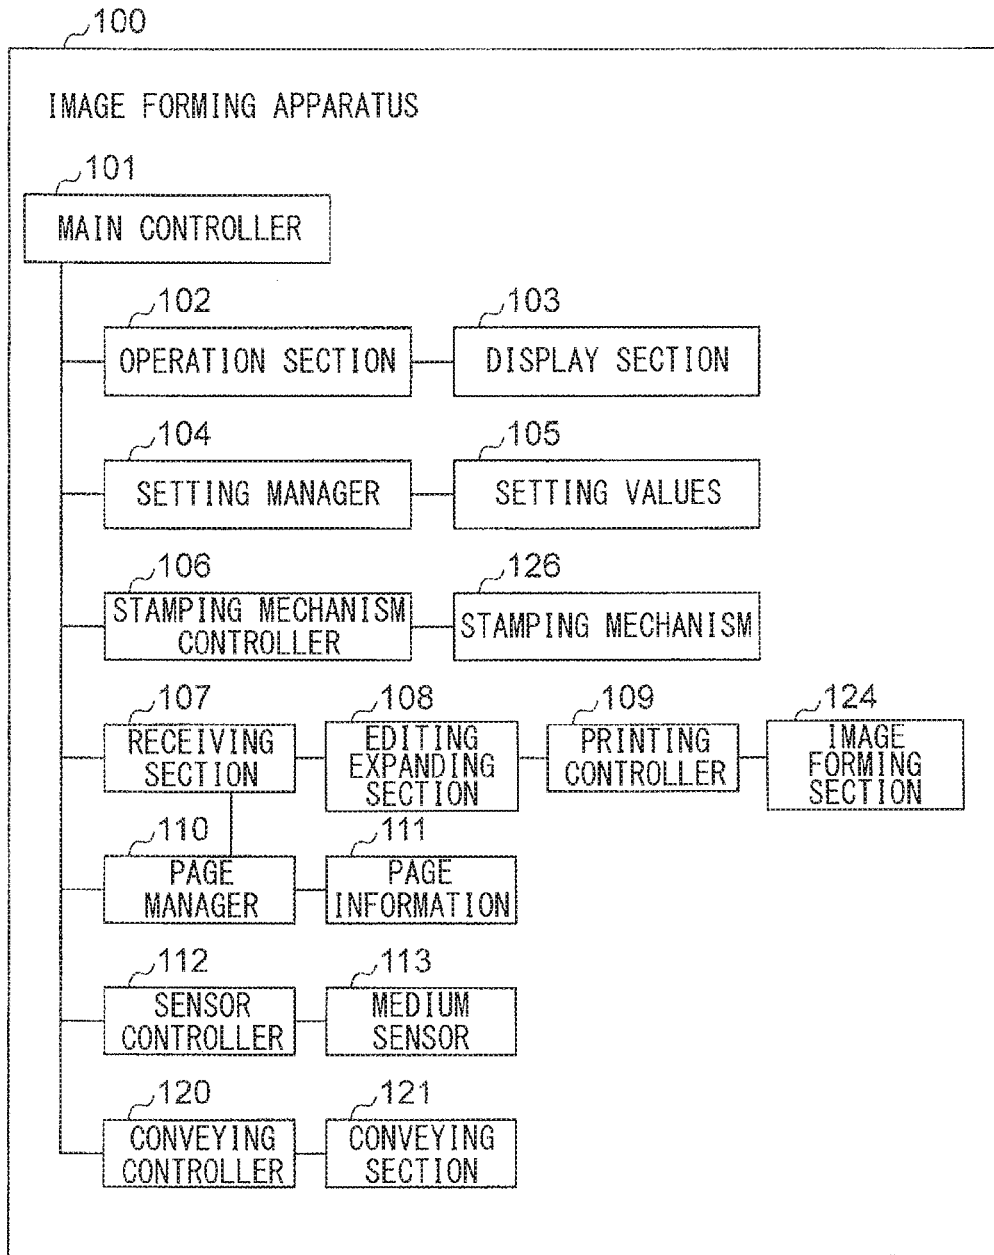 100
IMAGE FORMING APPARATUS
101
MAIN CONTROLLER
102
103
OPERATION SECTION
DISPLAY SECTION
104
105
SETTING MANAGER
SETTING VALUES
106
126
STAMPING MECHANISM
CONTROLLER
STAMPING MECHANISM
107
108
109
124
RECEIVING
SECTION
EDITING
EXPANDING
SECTION
PRINTING
CONTROLLER
IMAGE
FORMING
SECTION
110
111
PAGE
MANAGER
PAGE
INFORMATION
112
113
SENSOR
CONTROLLER
MEDIUM
SENSOR
120
121
CONVEYING
CONTROLLER
CONVEYING
SECTION